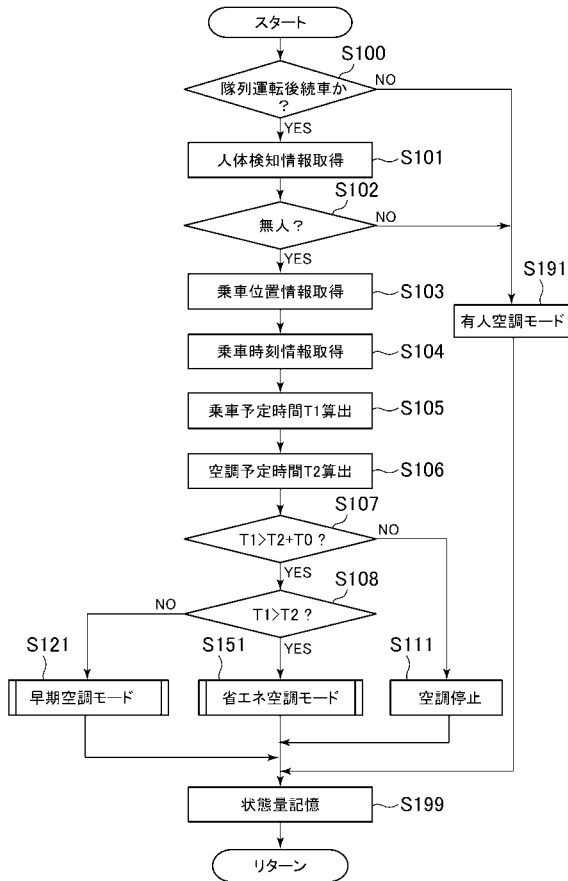 スタート
S100
隊列運転後続車か
?
NO
YES
人体検知情報取得
S101
S102
無人?
NO
YES
S191
乗車位置情報取得
S103
有人空調モード
乗車時刻情報取得
S104
乗車予定時間T1算出
S105
空調予定時間T2算出
S106
S107
T1>T2+T0?
NO
YES
S108
T1>T2?
NO
YES
S121
S151
S111
早期空調モード
省エネ空調モード
空調停止
状態量記憶
S199
リターン